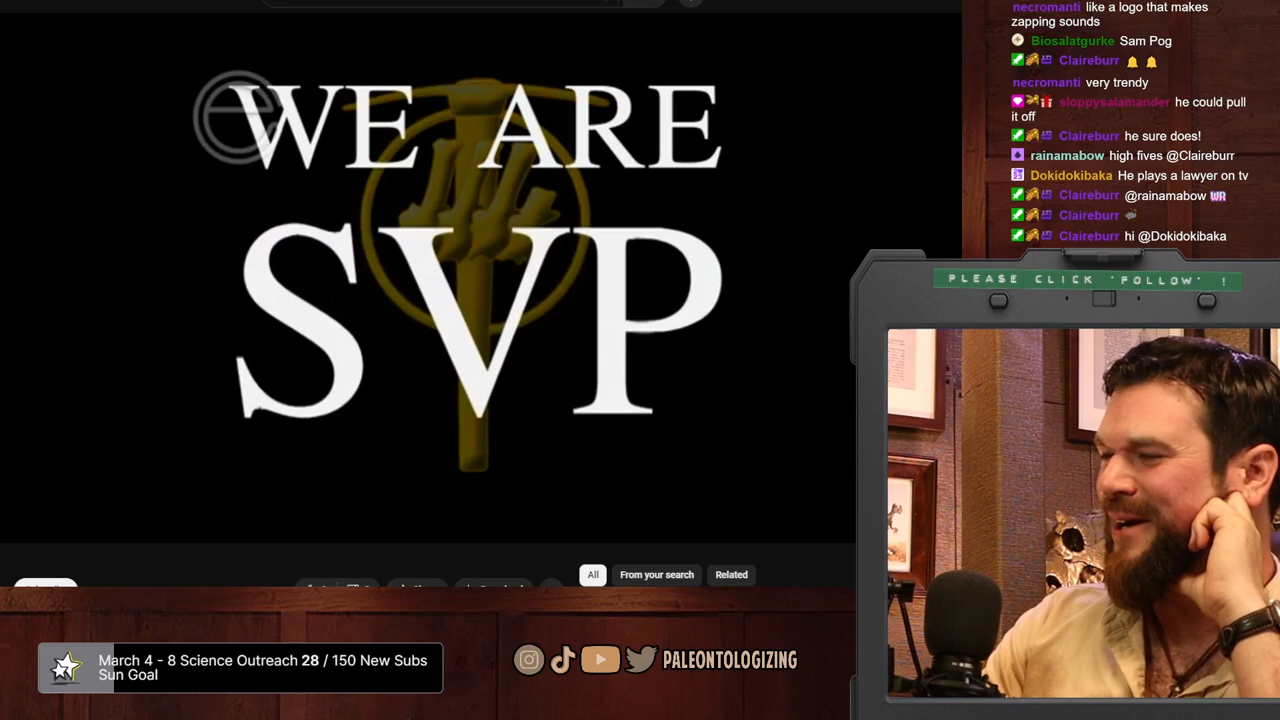 WE ARE
SVP
necromanti like a logo that makes
zapping sounds
Biosalatgurke Sam Pog
Claireburr
necromanti very trendy
sloppysalamander he could pull
it off
Claireburr he sure does!
rainamabow high fives @Claireburr
Dokidokibaka He plays a lawyer on tv
Claireburr @rainamabow
Claireburr
Claireburr hi @Dokidokibaka
PLEASE CLICK 'FOLLOW' !
All From your search Related
March 4 - 8 Science Outreach 28 / 150 New Subs
Sun Goal
PALEONTOLOGIZING